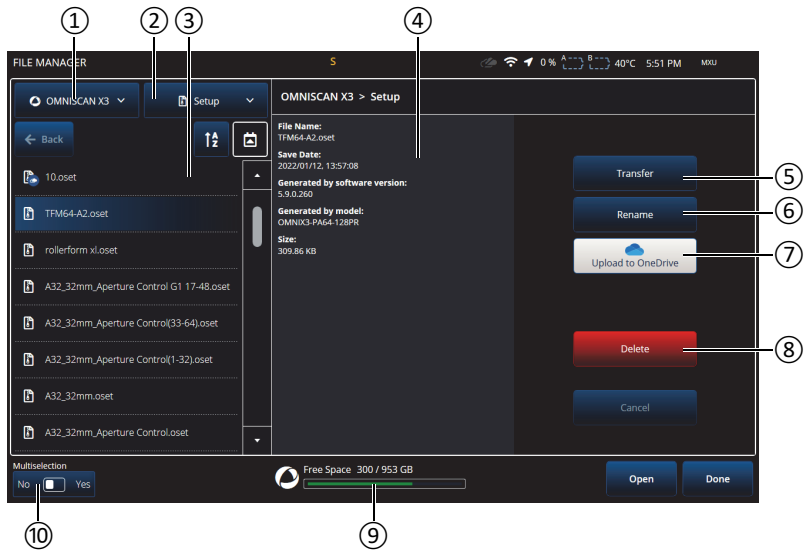 ① ② ③ ④
FILE MANAGER S 0 % A B 40°C 5:51 PM MXU
OMNISCAN X3 Setup OMNISCAN X3 > Setup
Back
File Name:
TFM64-A2.oset
Save Date:
2022/01/12, 13:57:08
Generated by software version:
5.9.0.260
Generated by model:
OMNIX3-PA64-128PR
Size:
309.86 KB
10.oset
TFM64-A2.oset
rollerform xl.oset
A32_32mm_Aperture Control G1 17-48.oset
A32_32mm_Aperture Control(33-64).oset
A32_32mm_Aperture Control(1-32).oset
A32_32mm.oset
A32_32mm_Aperture Control.oset
Transfer ⑤
Rename ⑥
Upload to OneDrive ⑦
Delete ⑧
Cancel
Multiselection
No Yes
Free Space 300 / 953 GB
Open Done
⑩ ⑨